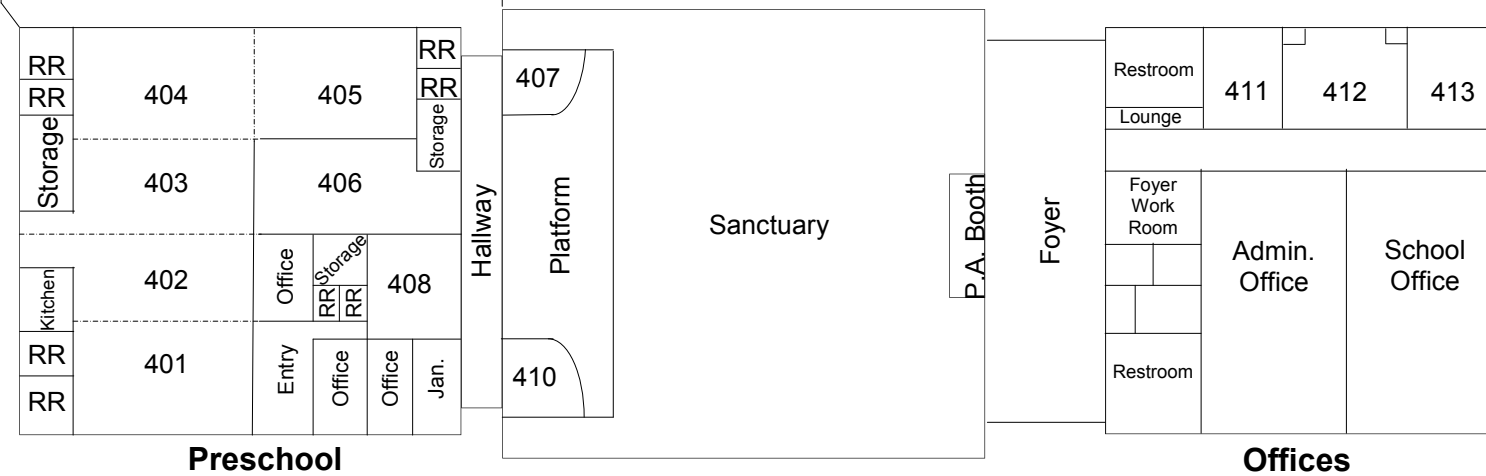 RR
RR
Storage
404
405
RR
RR
Storage
403
406
402
Kitchen
RR
RR
401
Office
Storage
RR
RR
408
Entry
Office
Office
Jan.
Preschool
Hallway
407
Platform
410
Sanctuary
P.A. Booth
Foyer
Restroom
Lounge
411
412
413
Foyer
Work
Room
Restroom
Admin.
Office
School
Office
Offices